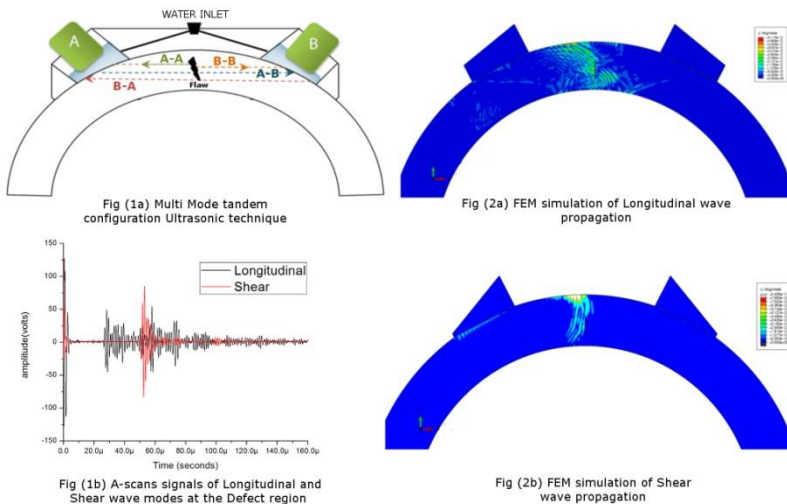 WATER INLET
A
B
A-A
B-B
A-B
B-A
Flaw
Fig (1a) Multi Mode tandem
configuration Ultrasonic technique
Fig (2a) FEM simulation of Longitudinal wave
propagation
150
100
50
0
-50
-100
-150
amplitude(volts)
Longitudinal
Shear
0.0 20.0µ 40.0µ 60.0µ 80.0µ 100.0µ 120.0µ 140.0µ 160.0µ
Time (seconds)
Fig (1b) A-scans signals of Longitudinal and
Shear wave modes at the Defect region
Fig (2b) FEM simulation of Shear
wave propagation